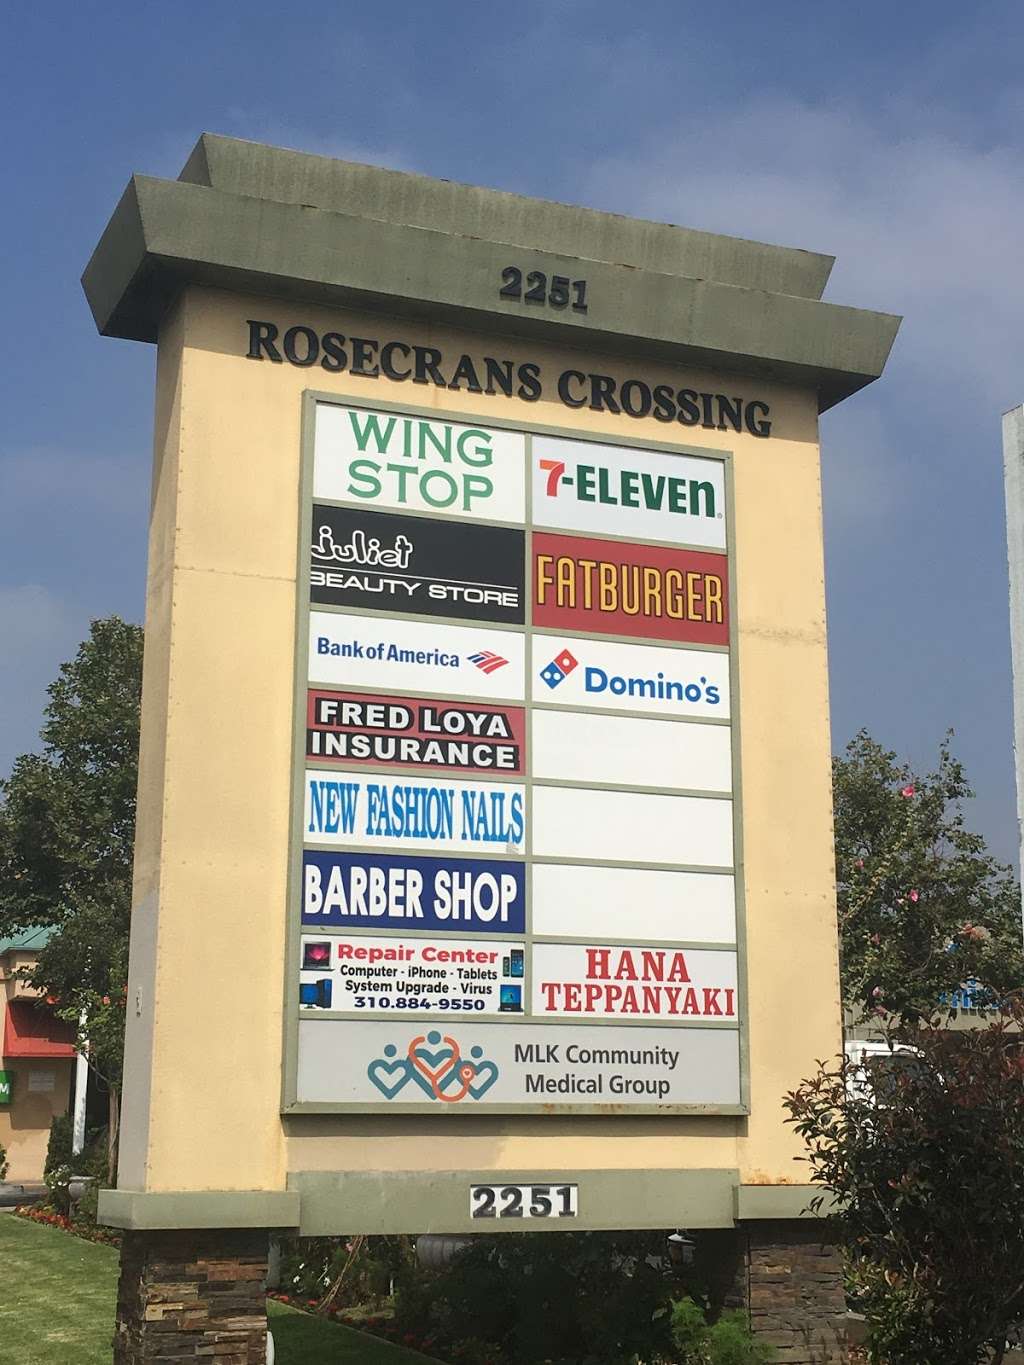 2251
ROSECRANS CROSSING
WING
STOP
7-ELEVEn
juliet
BEAUTY STORE
FATBURGER
Bank of America
Domino's
FRED LOYA
INSURANCE
NEW FASHION NAILS
BARBER SHOP
Repair Center
Computer - iPhone - Tablets
System Upgrade - Virus
310.884-9550
HANA
TEPPANYAKI
MLK Community
Medical Group
2251